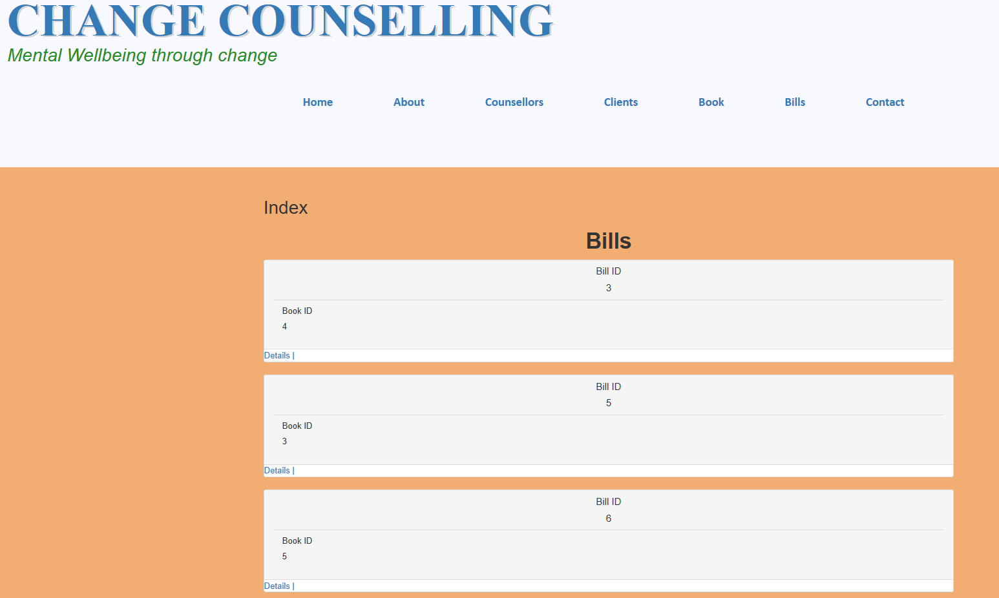 CHANGE COUNSELLING
Mental Wellbeing through change
Home About Counsellors Clients Book Bills Contact
Index
Bills
Bill ID
3
Book ID
4
Details |
Bill ID
5
Book ID
3
Details |
Bill ID
6
Book ID
5
Details |